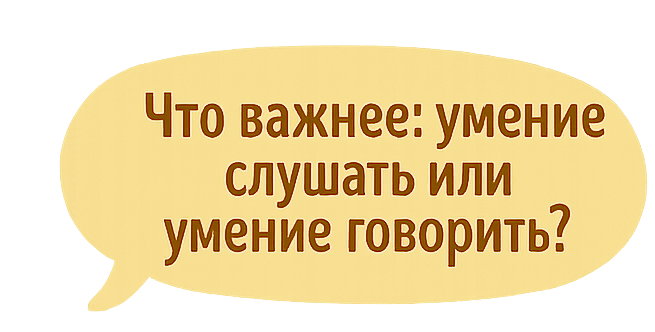 Что важнее: умение
слушать или
умение говорить?